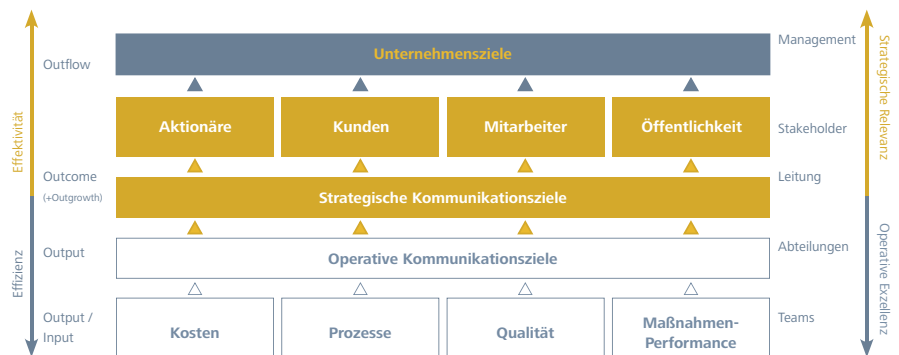 Management
Outflow
Unternehmensziele
Aktionäre
Kunden
Mitarbeiter
Öffentlichkeit
Stakeholder
Effektivität
Strategische Relevanz
Outcome
(+Outgrowth)
Strategische Kommunikationsziele
Leitung
Output
Operative Kommunikationsziele
Abteilungen
Effizienz
Operative Exzellenz
Output /
Input
Kosten
Prozesse
Qualität
Maßnahmen-
Performance
Teams